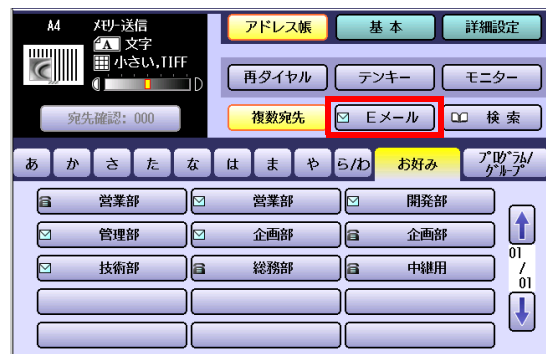 A4 ﾒﾓﾘｰ送信
A 文字
小さい,TIFF
D
宛先確認: 000
アドレス帳 基本 詳細設定
再ダイヤル テンキー モニター
複数宛先 Eメール 検索
あ か さ た な は ま や ら/わ お好み ﾌﾟﾛｸﾞﾗﾑ/ｸﾞﾙｰﾌﾟ
営業部 営業部 開発部
管理部 企画部 企画部
技術部 総務部 中継用
01
/
01